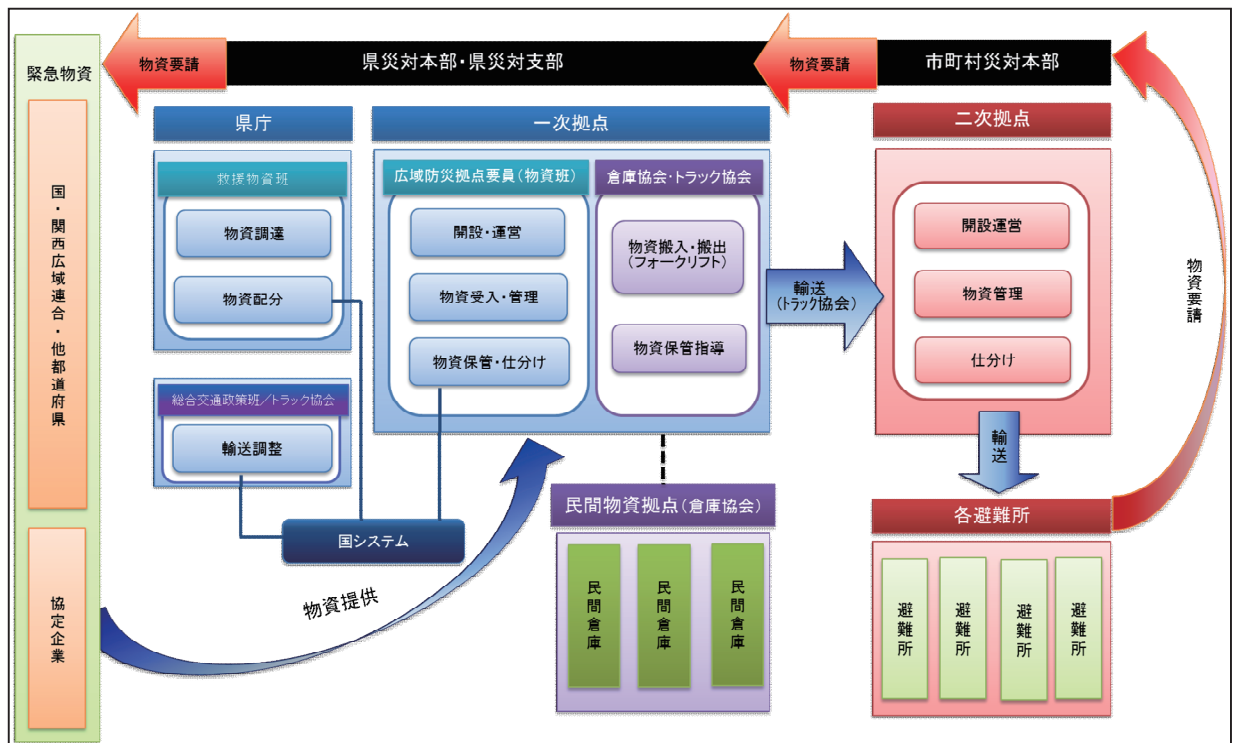 緊急物資
物資要請
県災対本部・県災対支部
物資要請
市町村災対本部
国・関西広域連合・他都道府県
協定企業
県庁
救援物資班
物資調達
物資配分
総合交通政策班/トラック協会
輸送調整
国システム
物資提供
一次拠点
広域防災拠点要員(物資班)
開設・運営
物資受入・管理
物資保管・仕分け
倉庫協会・トラック協会
物資搬入・搬出
(フォークリフト)
物資保管指導
民間物資拠点(倉庫協会)
民間倉庫
民間倉庫
民間倉庫
輸送
(トラック協会)
二次拠点
開設運営
物資管理
仕分け
輸送
各避難所
避難所
避難所
避難所
避難所
物資要請